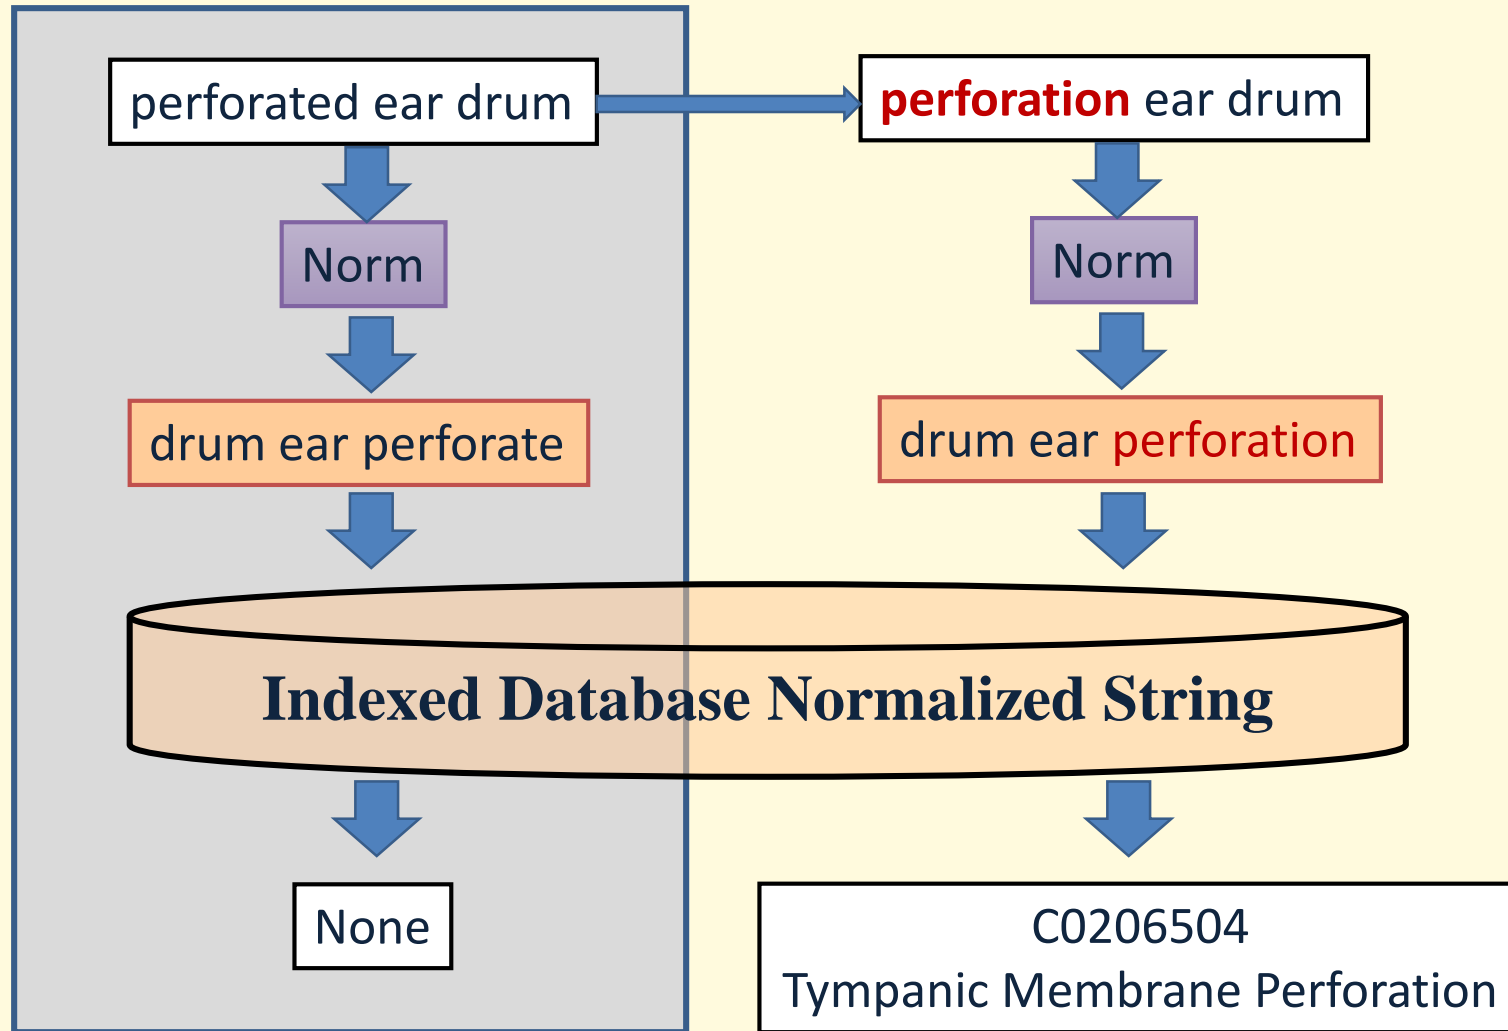 perforated ear drum
perforation ear drum
Norm
Norm
drum ear perforate
drum ear perforation
Indexed Database Normalized String
None
C0206504
Tympanic Membrane Perforation